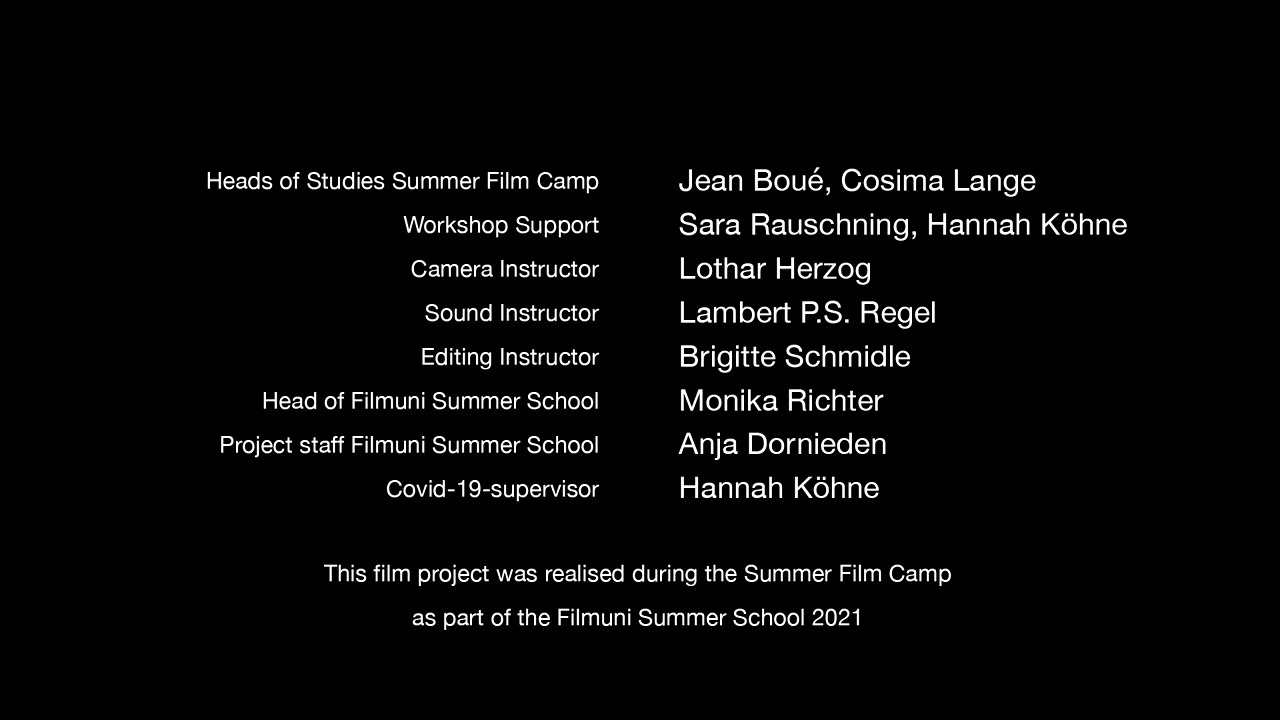 Heads of Studies Summer Film Camp Jean Boué, Cosima Lange
Workshop Support Sara Rauschning, Hannah Köhne
Camera Instructor Lothar Herzog
Sound Instructor Lambert P.S. Regel
Editing Instructor Brigitte Schmidle
Head of Filmuni Summer School Monika Richter
Project staff Filmuni Summer School Anja Dornieden
Covid-19-supervisor Hannah Köhne
This film project was realised during the Summer Film Camp
as part of the Filmuni Summer School 2021